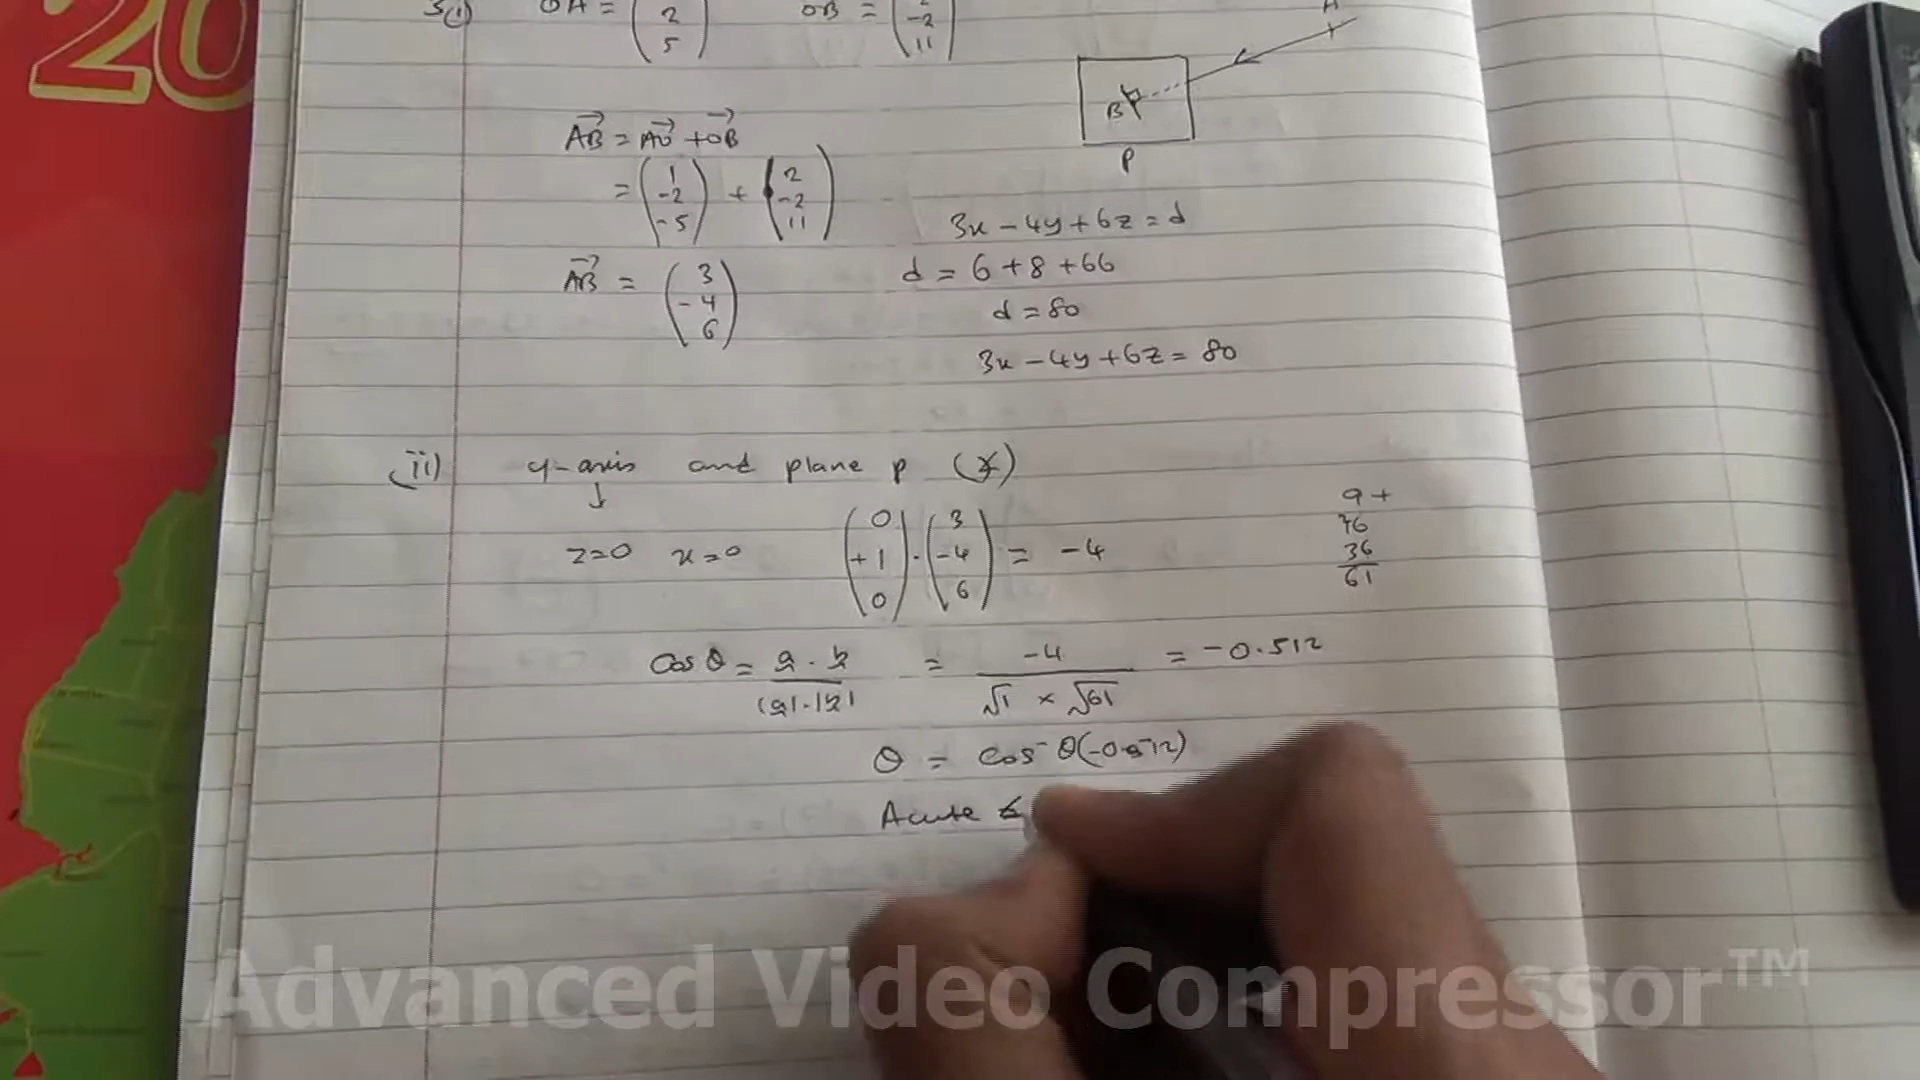 20
5(i) OA = ( 2 5 ) OB = ( -2 11 )
A
B
P
AB = AO + OB
= ( 1 -2 -5 ) + ( 2 -2 11 )
AB = ( 3 -4 6 )
3x - 4y + 6z = d
d = 6 + 8 + 66
d = 80
3x - 4y + 6z = 80
(ii) y-axis and plane p
z=0 x=0 ( 0 +1 0 ) . ( 3 -4 6 ) = -4
9 +
16
36
61
Cos θ = a . b / |a|.|b| = -4 / √1 × √61 = -0.512
θ = cos⁻ θ(-0.512)
Acute
Advanced Video Compressor™